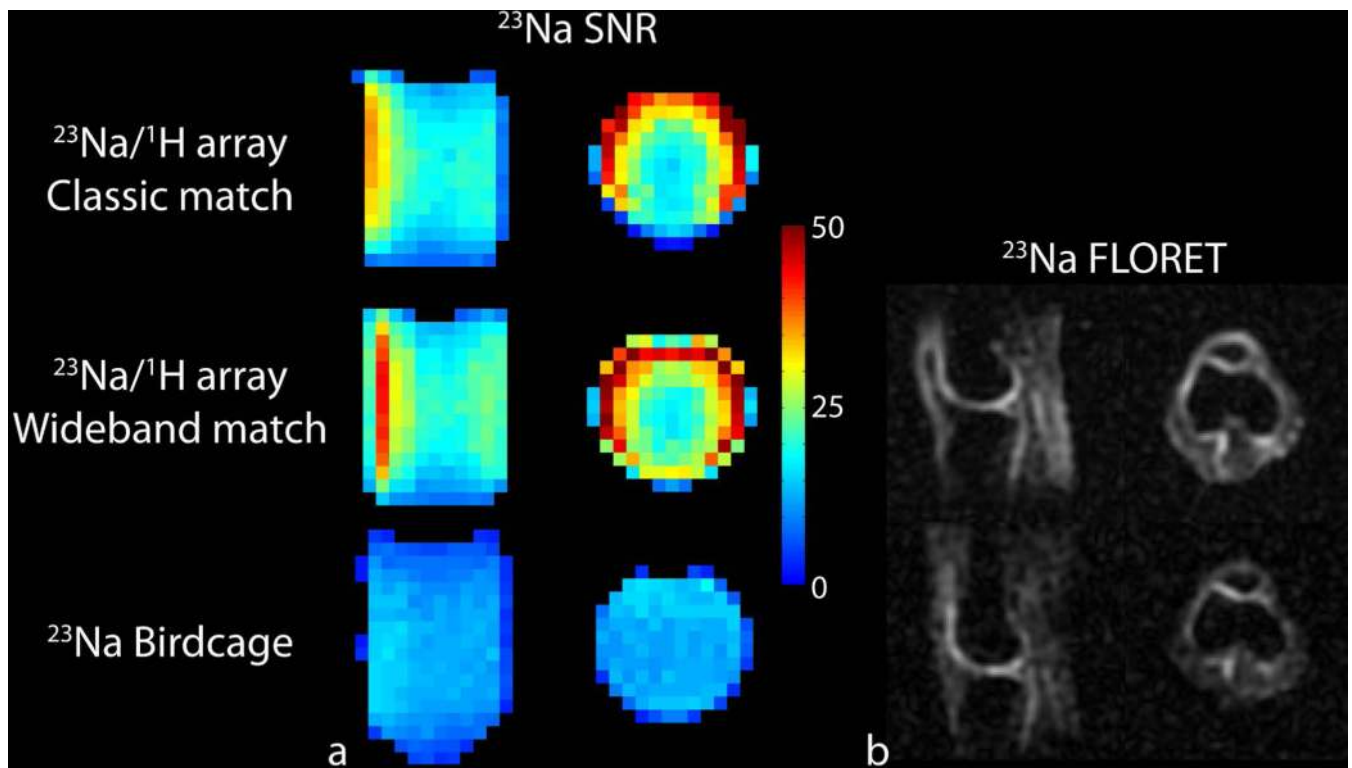 ²³Na SNR
²³Na/¹H array
Classic match
50
²³Na FLORET
²³Na/¹H array
Wideband match
25
0
²³Na Birdcage
a
b